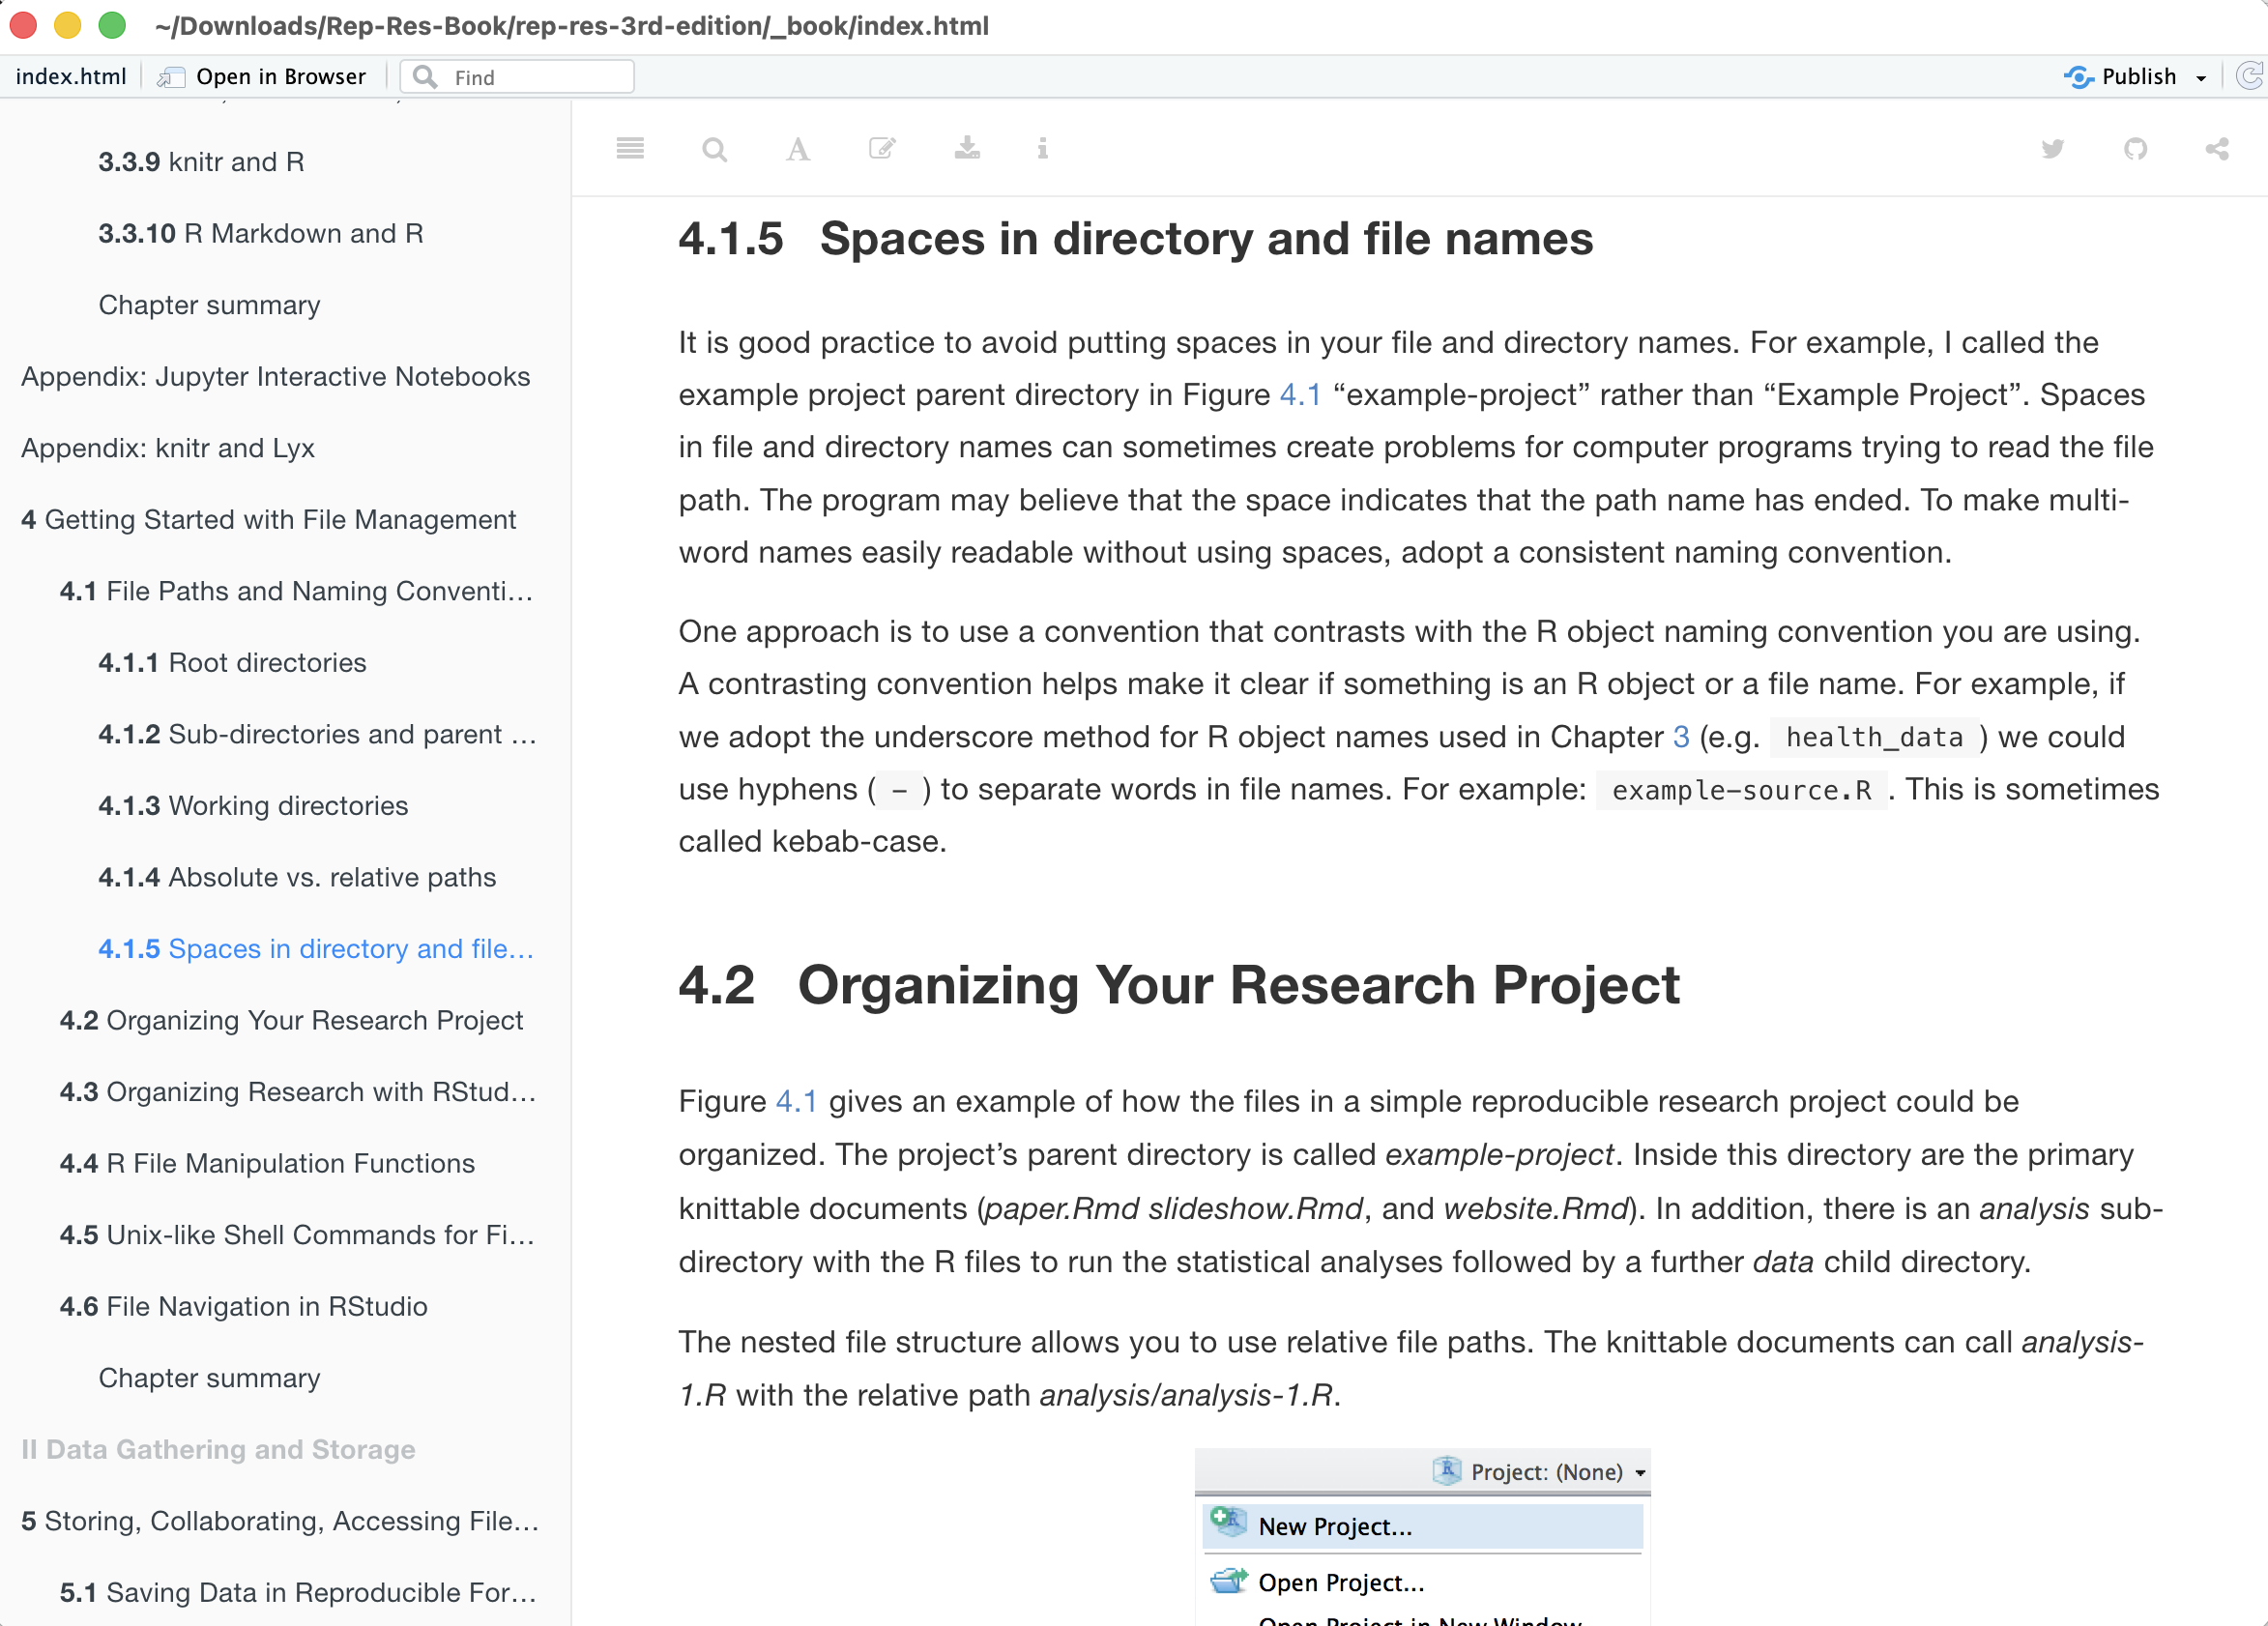 ~/Downloads/Rep-Res-Book/rep-res-3rd-edition/_book/index.html
index.html Open in Browser Find Publish
3.3.9 knitr and R
3.3.10 R Markdown and R
Chapter summary
Appendix: Jupyter Interactive Notebooks
Appendix: knitr and Lyx
4 Getting Started with File Management
4.1 File Paths and Naming Conventi…
4.1.1 Root directories
4.1.2 Sub-directories and parent …
4.1.3 Working directories
4.1.4 Absolute vs. relative paths
4.1.5 Spaces in directory and file…
4.2 Organizing Your Research Project
4.3 Organizing Research with RStud…
4.4 R File Manipulation Functions
4.5 Unix-like Shell Commands for Fi…
4.6 File Navigation in RStudio
Chapter summary
II Data Gathering and Storage
5 Storing, Collaborating, Accessing File…
5.1 Saving Data in Reproducible For…
4.1.5 Spaces in directory and file names
It is good practice to avoid putting spaces in your file and directory names. For example, I called the
example project parent directory in Figure 4.1 “example-project” rather than “Example Project”. Spaces
in file and directory names can sometimes create problems for computer programs trying to read the file
path. The program may believe that the space indicates that the path name has ended. To make multi-
word names easily readable without using spaces, adopt a consistent naming convention.
One approach is to use a convention that contrasts with the R object naming convention you are using.
A contrasting convention helps make it clear if something is an R object or a file name. For example, if
we adopt the underscore method for R object names used in Chapter 3 (e.g. health_data ) we could
use hyphens ( - ) to separate words in file names. For example: example-source.R . This is sometimes
called kebab-case.
4.2 Organizing Your Research Project
Figure 4.1 gives an example of how the files in a simple reproducible research project could be
organized. The project’s parent directory is called example-project. Inside this directory are the primary
knittable documents (paper.Rmd slideshow.Rmd, and website.Rmd). In addition, there is an analysis sub-
directory with the R files to run the statistical analyses followed by a further data child directory.
The nested file structure allows you to use relative file paths. The knittable documents can call analysis-
1.R with the relative path analysis/analysis-1.R.
Project: (None)
New Project...
Open Project...
Open Project in New Window